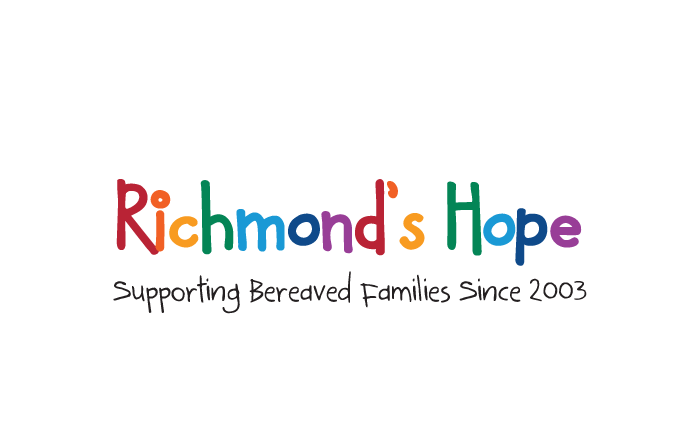 Richmond's Hope
Supporting Bereaved Families Since 2003